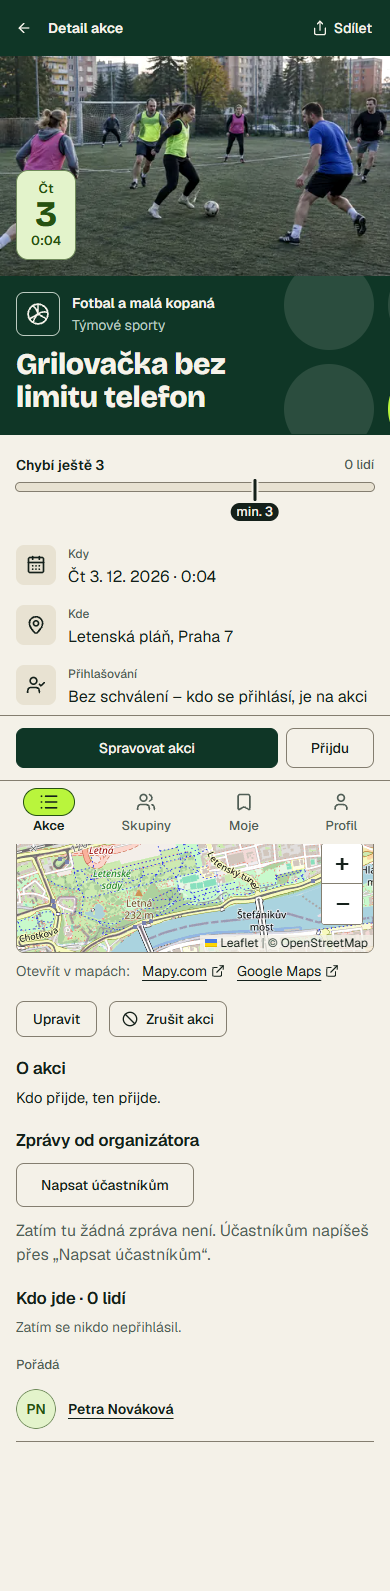 Detail akce
Sdílet
Čt
3
0:04
Fotbal a malá kopaná
Týmové sporty
Grilovačka bez
limitu telefon
Chybí ještě 3
0 lidí
min. 3
Kdy
Čt 3. 12. 2026 · 0:04
Kde
Letenská pláň, Praha 7
Přihlašování
Bez schválení – kdo se přihlásí, je na akci
Spravovat akci
Přijdu
Akce
Skupiny
Moje
Profil
Letná
Letenské
sady
Letenský tunel
Letná
232 m
Štefánikův
most
Chotkova
+
−
Leaflet | © OpenStreetMap
Otevřít v mapách:
Mapy.com
Google Maps
Upravit
Zrušit akci
O akci
Kdo přijde, ten přijde.
Zprávy od organizátora
Napsat účastníkům
Zatím tu žádná zpráva není. Účastníkům napíšeš
přes „Napsat účastníkům“.
Kdo jde · 0 lidí
Zatím se nikdo nepřihlásil.
Pořádá
PN
Petra Nováková